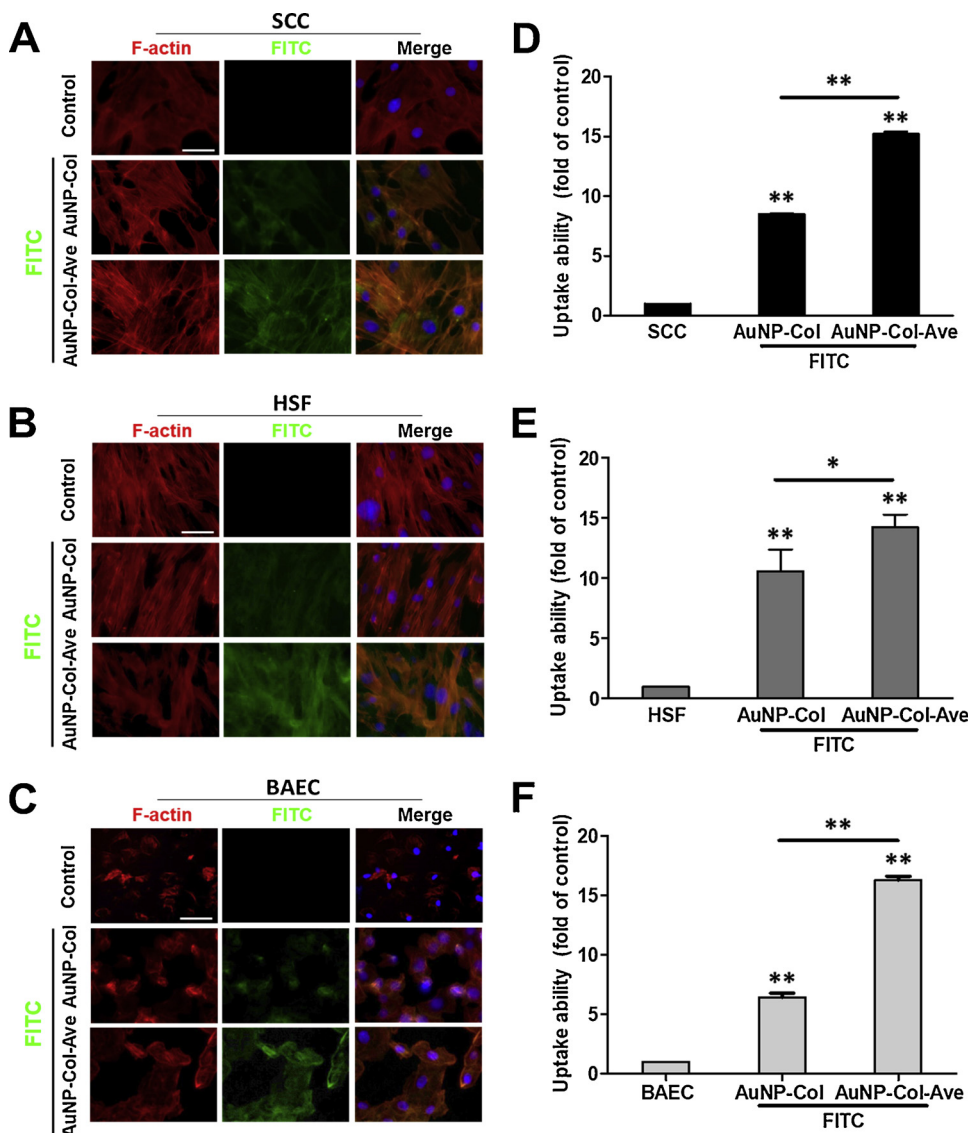 A
SCC
F-actin FITC Merge
Control
AuNP-Col
AuNP-Col-Ave
FITC
B
HSF
F-actin FITC Merge
Control
AuNP-Col
AuNP-Col-Ave
FITC
C
BAEC
F-actin FITC Merge
Control
AuNP-Col
AuNP-Col-Ave
FITC
D
Uptake ability (fold of control)
20
15
10
5
0
**
**
**
SCC AuNP-Col AuNP-Col-Ave
FITC
E
Uptake ability (fold of control)
20
15
10
5
0
*
**
**
HSF AuNP-Col AuNP-Col-Ave
FITC
F
Uptake ability (fold of control)
20
15
10
5
0
**
**
**
BAEC AuNP-Col AuNP-Col-Ave
FITC